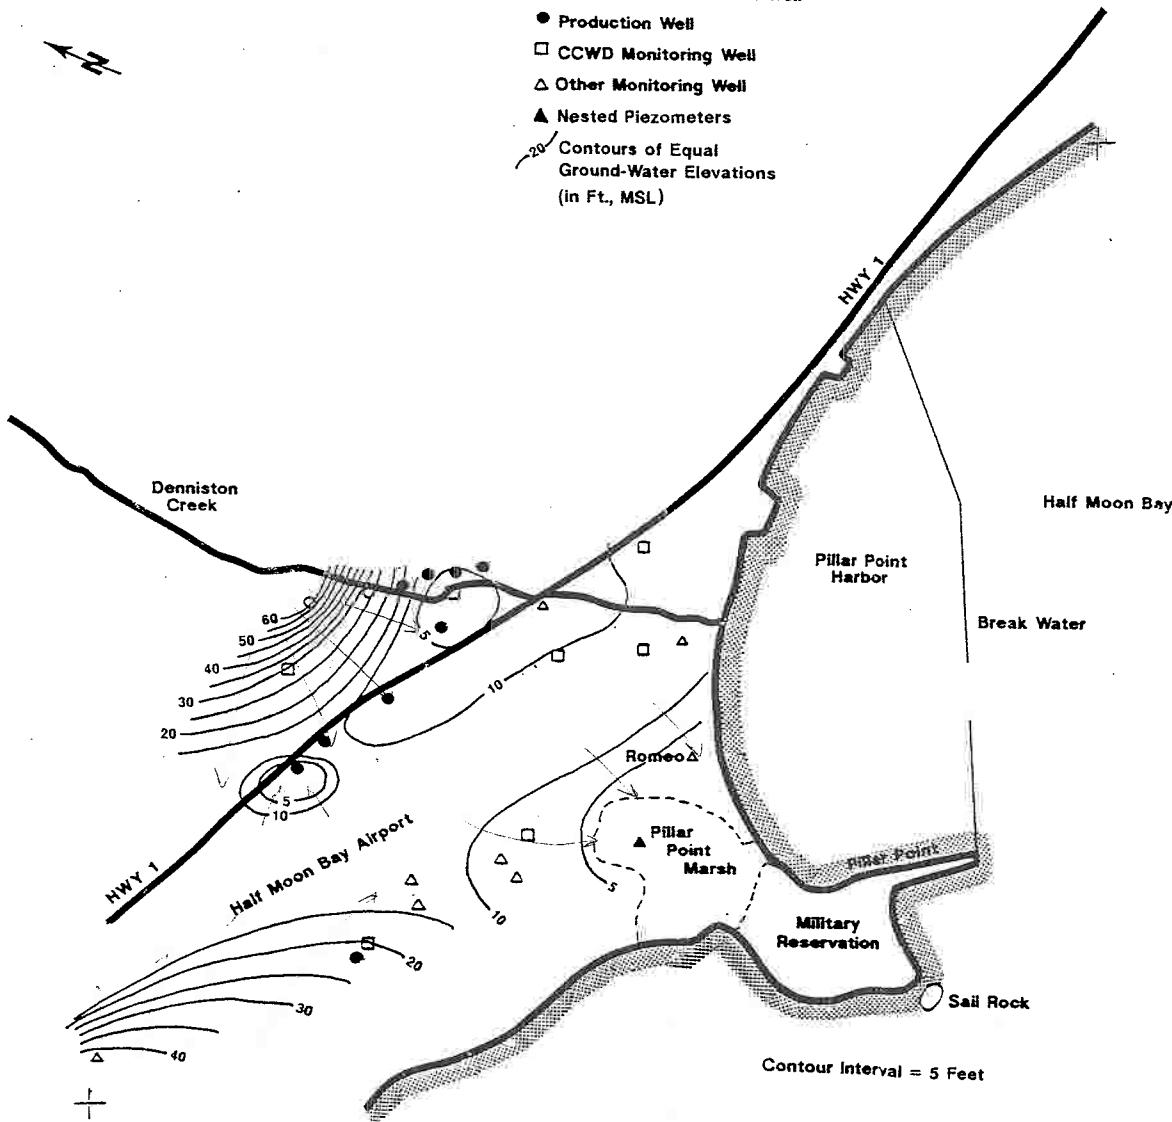 Well
N
Production Well
CCWD Monitoring Well
Other Monitoring Well
Nested Piezometers
20
Contours of Equal
Ground-Water Elevations
(in Ft., MSL)
HWY 1
Denniston
Creek
Half Moon Bay
Pillar Point
Harbor
Break Water
60
50
40
30
20
5
10
5
10
Romeo
Pillar
Point
Marsh
5
10
Half Moon Bay Airport
HWY 1
Pillar Point
Military
Reservation
20
30
40
Sail Rock
Contour Interval = 5 Feet